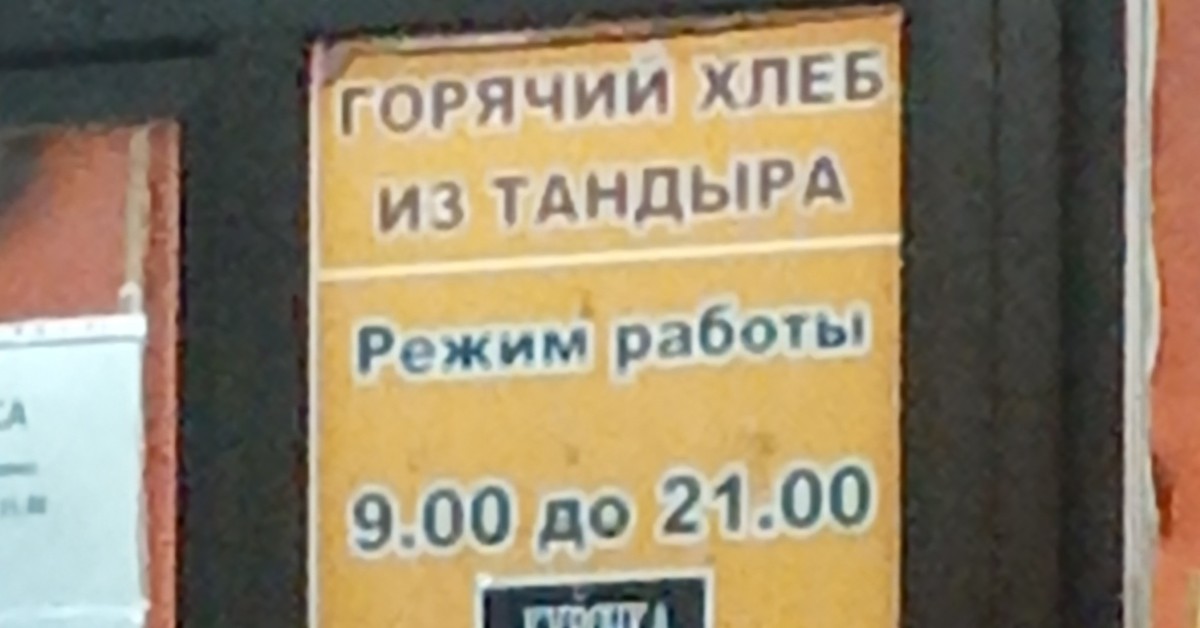 ГОРЯЧИЙ ХЛЕБ
ИЗ ТАНДЫРА
Режим работы
9.00 до 21.00